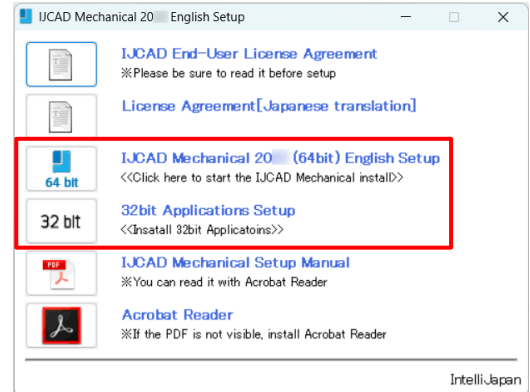 IJCAD Mechanical 20 English Setup
IJCAD End-User License Agreement
※Please be sure to read it before setup
License Agreement[Japanese translation]
IJCAD Mechanical 20 (64bit) English Setup
64 bit
<<Click here to start the IJCAD Mechanical install>>
32bit Applications Setup
32 bit
<<Insatall 32bit Applicatoins>>
IJCAD Mechanical Setup Manual
PDF
※You can read it with Acrobat Reader
Acrobat Reader
※If the PDF is not visible, install Acrobat Reader
IntelliJapan